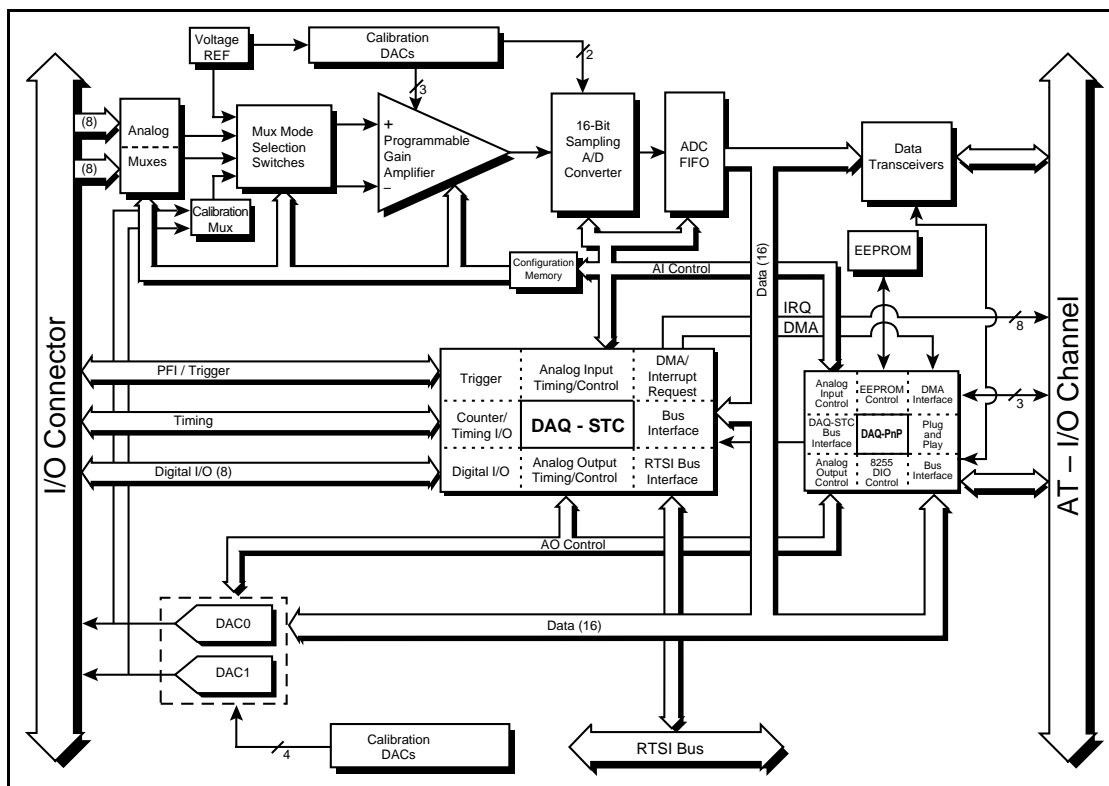 Voltage
REF
Calibration
DACs
2
3
(8)
(8)
Analog
Muxes
Mux Mode
Selection
Switches
+
Programmable
Gain
Amplifier
–
16-Bit
Sampling
A/D
Converter
ADC
FIFO
Data
Transceivers
Calibration
Mux
Configuration
Memory
AI Control
Data (16)
EEPROM
IRQ
DMA
8
3
I/O Connector
AT – I/O Channel
PFI / Trigger
Timing
Digital I/O (8)
Trigger
Analog Input
Timing/Control
DMA/
Interrupt
Request
Counter/
Timing I/O
DAQ - STC
Bus
Interface
Digital I/O
Analog Output
Timing/Control
RTSI Bus
Interface
Analog
Input
Control
EEPROM
Control
DMA
Interface
DAQ-STC
Bus
Interface
DAQ-PnP
Plug
and
Play
Analog
Output
Control
8255
DIO
Control
Bus
Interface
AO Control
DAC0
DAC1
Data (16)
4
Calibration
DACs
RTSI Bus